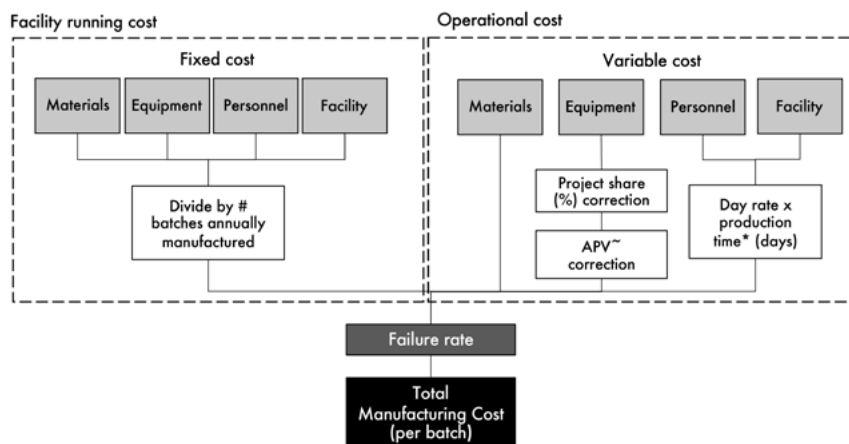 Facility running cost
Operational cost
Fixed cost
Variable cost
Materials
Equipment
Personnel
Facility
Materials
Equipment
Personnel
Facility
Divide by #
batches annually
manufactured
Project share
(%) correction
APV~
correction
Day rate x
production
time* (days)
Failure rate
Total
Manufacturing Cost
(per batch)